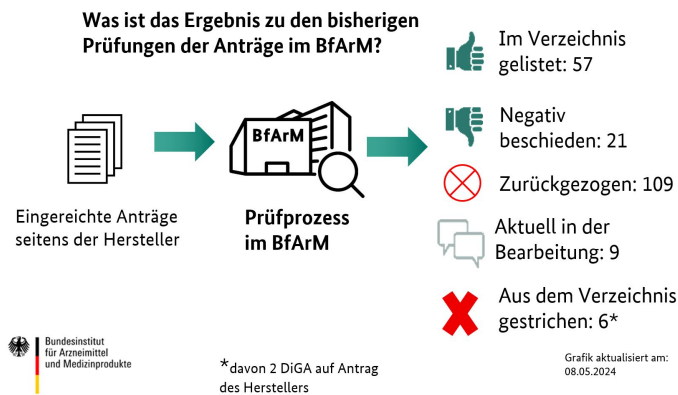 Was ist das Ergebnis zu den bisherigen
Prüfungen der Anträge im BfArM?
Eingereichte Anträge
seitens der Hersteller
BfArM
Prüfprozess
im BfArM
Im Verzeichnis
gelistet: 57
Negativ
beschieden: 21
Zurückgezogen: 109
Aktuell in der
Bearbeitung: 9
Aus dem Verzeichnis
gestrichen: 6*
Bundesinstitut
für Arzneimittel
und Medizinprodukte
*davon 2 DiGA auf Antrag
des Herstellers
Grafik aktualisiert am:
08.05.2024